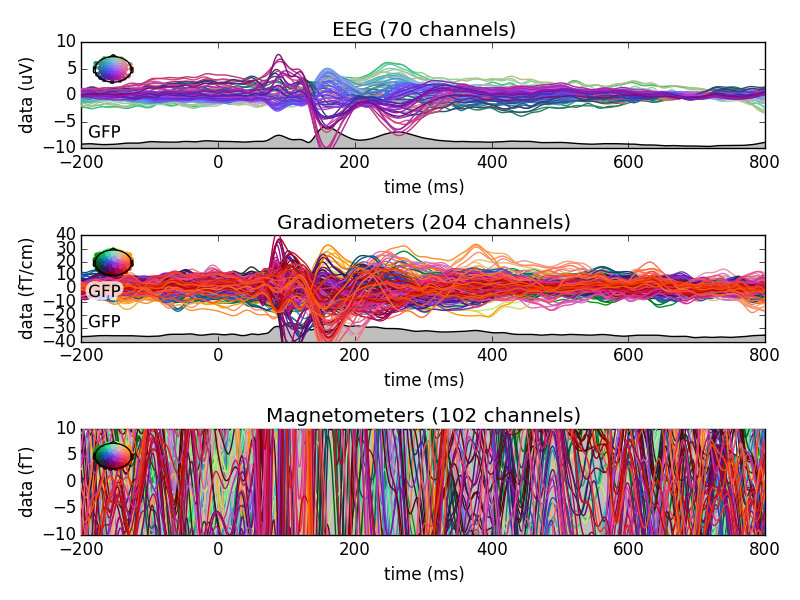 EEG (70 channels)
data (uV)
10
5
0
−5
−10
GFP
−200 0 200 400 600 800
time (ms)
Gradiometers (204 channels)
data (fT/cm)
40
30
20
10
0
−10
−20
−30
−40
GFP
GFP
−200 0 200 400 600 800
time (ms)
Magnetometers (102 channels)
data (fT)
10
5
0
−5
−10
−200 0 200 400 600 800
time (ms)